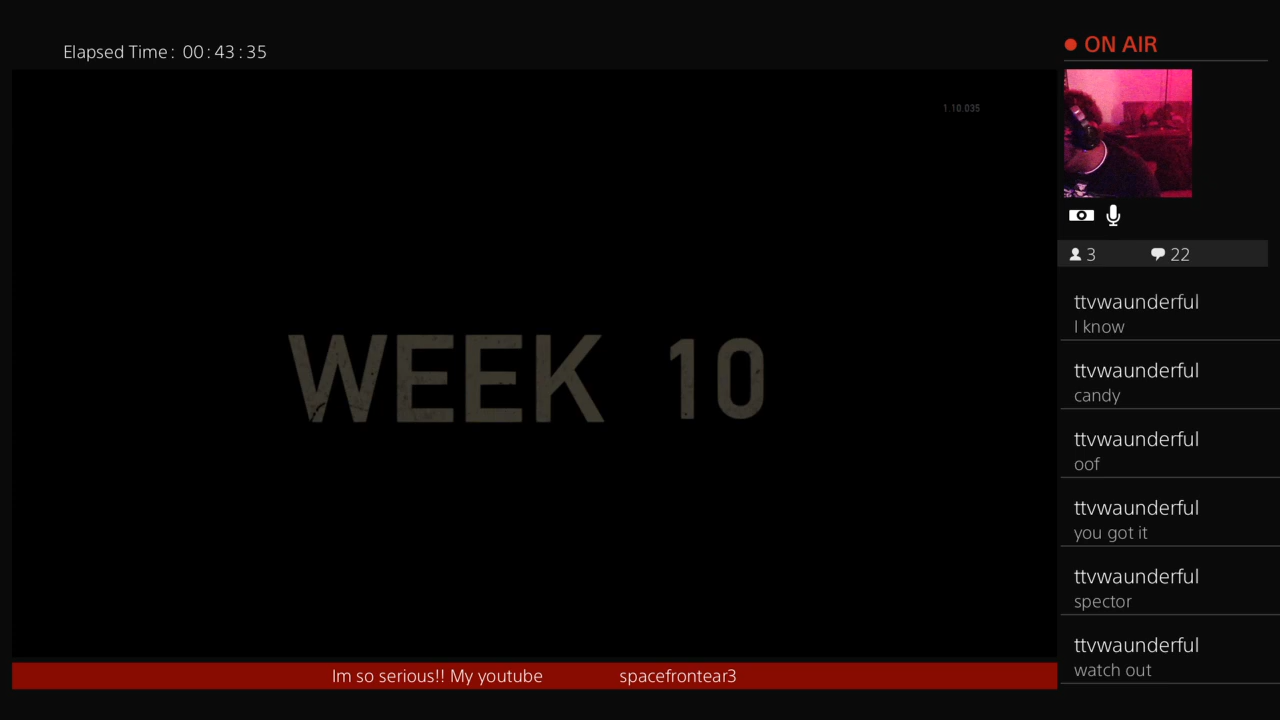 Elapsed Time: 00:43:35
ON AIR
1.10.035
3 22
WEEK 10
ttvwaunderful
I know
ttvwaunderful
candy
ttvwaunderful
oof
ttvwaunderful
you got it
ttvwaunderful
spector
ttvwaunderful
watch out
Im so serious!! My youtube spacefrontear3